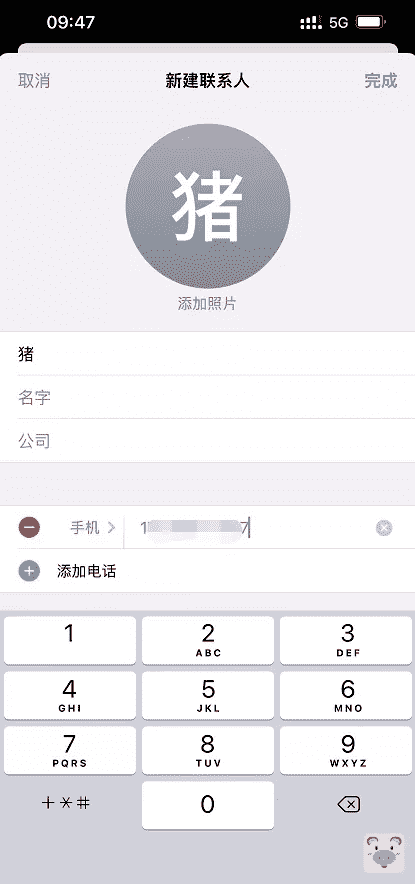 09:47 5G
取消 新建联系人 完成
猪
添加照片
猪
名字
公司
手机 1 7
添加电话
1 2 3
ABC DEF
4 5 6
GHI JKL MNO
7 8 9
PQRS TUV WXYZ
+*# 0